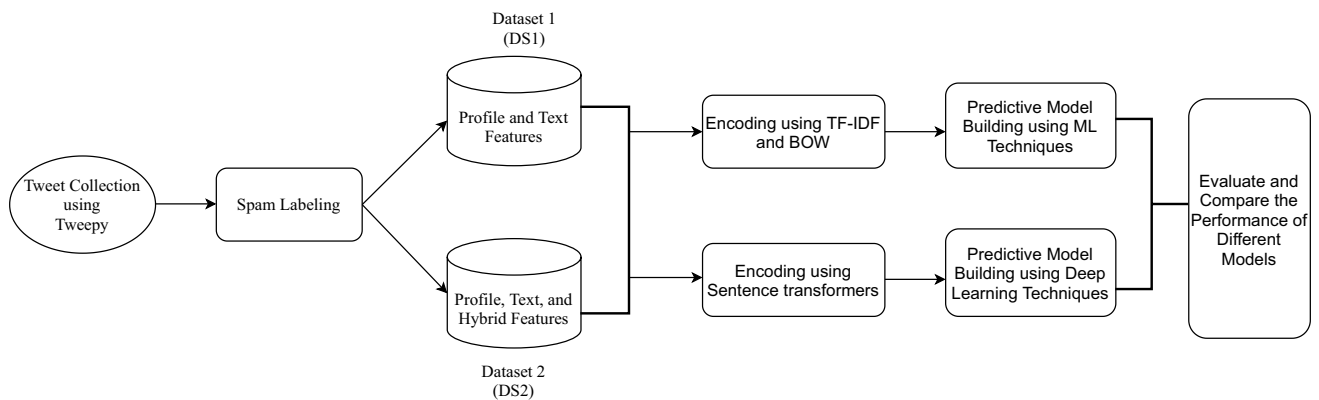 Tweet Collection
using
Tweepy
Spam Labeling
Dataset 1
(DS1)
Profile and Text
Features
Profile, Text, and
Hybrid Features
Dataset 2
(DS2)
Encoding using TF-IDF
and BOW
Encoding using
Sentence transformers
Predictive Model
Building using ML
Techniques
Predictive Model
Building using Deep
Learning Techniques
Evaluate and
Compare the
Performance of
Different
Models